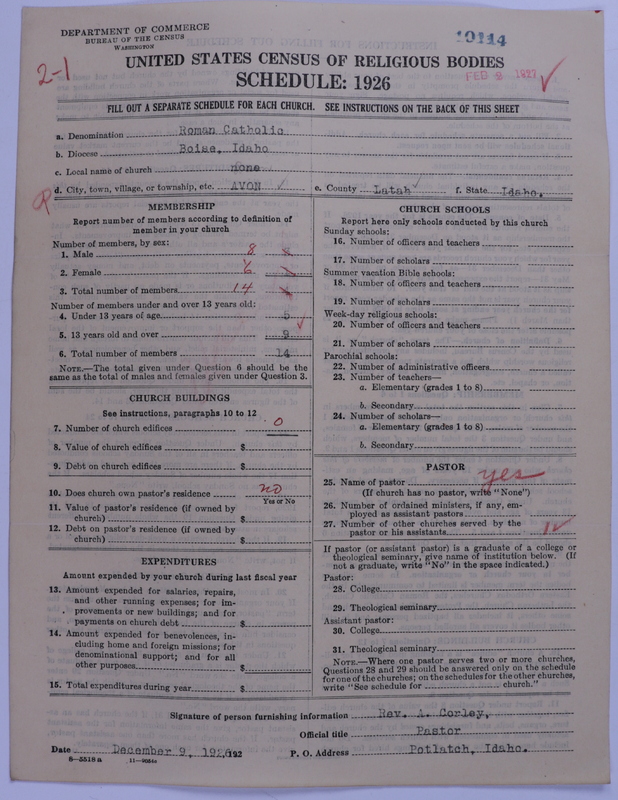 DEPARTMENT OF COMMERCE
BUREAU OF THE CENSUS
WASHINGTON
10114
2-1
UNITED STATES CENSUS OF RELIGIOUS BODIES
SCHEDULE: 1926
FEB 2 1927
FILL OUT A SEPARATE SCHEDULE FOR EACH CHURCH. SEE INSTRUCTIONS ON THE BACK OF THIS SHEET
a. Denomination Roman Catholic
b. Diocese Boise, Idaho
c. Local name of church none
d. City, town, village, or township, etc. AVON e. County Latah f. State Idaho.
MEMBERSHIP
Report number of members according to definition of
member in your church
Number of members, by sex:
1. Male 8
2. Female 6
3. Total number of members 14
Number of members under and over 13 years old:
4. Under 13 years of age 5
5. 13 years old and over 9
6. Total number of members 14
NOTE.—The total given under Question 6 should be
same as the total of males and females given under Question 3.
CHURCH BUILDINGS
See instructions, paragraphs 10 to 12
7. Number of church edifices 0
8. Value of church edifices $
9. Debt on church edifices $
10. Does church own pastor's residence no
Yes or No
11. Value of pastor's residence (if owned by
church) $
12. Debt on pastor's residence (if owned by
church) $
EXPENDITURES
Amount expended by your church during last fiscal year
13. Amount expended for salaries, repairs,
and other running expenses; for im-
provements or new buildings; and for
payments on church debt $
14. Amount expended for benevolences, in-
cluding home and foreign missions; for
denominational support; and for all
other purposes $
15. Total expenditures during year $
CHURCH SCHOOLS
Report here only schools conducted by this church
Sunday schools:
16. Number of officers and teachers
17. Number of scholars
Summer vacation Bible schools:
18. Number of officers and teachers
19. Number of scholars
Week-day religious schools:
20. Number of officers and teachers
21. Number of scholars
Parochial schools:
22. Number of administrative officers
23. Number of teachers—
a. Elementary (grades 1 to 8)
b. Secondary
24. Number of scholars—
a. Elementary (grades 1 to 8)
b. Secondary
PASTOR
25. Name of pastor yes
(If church has no pastor, write "None")
26. Number of ordained ministers, if any, em-
ployed as assistant pastors
27. Number of other churches served by the
pastor or his assistants
If pastor (or assistant pastor) is a graduate of a college or
theological seminary, give name of institution below. (If
not a graduate, write "No" in the space indicated.)
Pastor:
28. College
29. Theological seminary
Assistant pastor:
30. College
31. Theological seminary
NOTE.—Where one pastor serves two or more churches,
Questions 28 and 29 should be answered only on the schedule
for one of the churches; on the schedules for the other churches,
write "See schedule for church."
Signature of person furnishing information Rev. A. Corley,
Official title Pastor
Date December 9, 1926, 192 P. O. Address Potlatch, Idaho.
8-5518 a 11-9054a